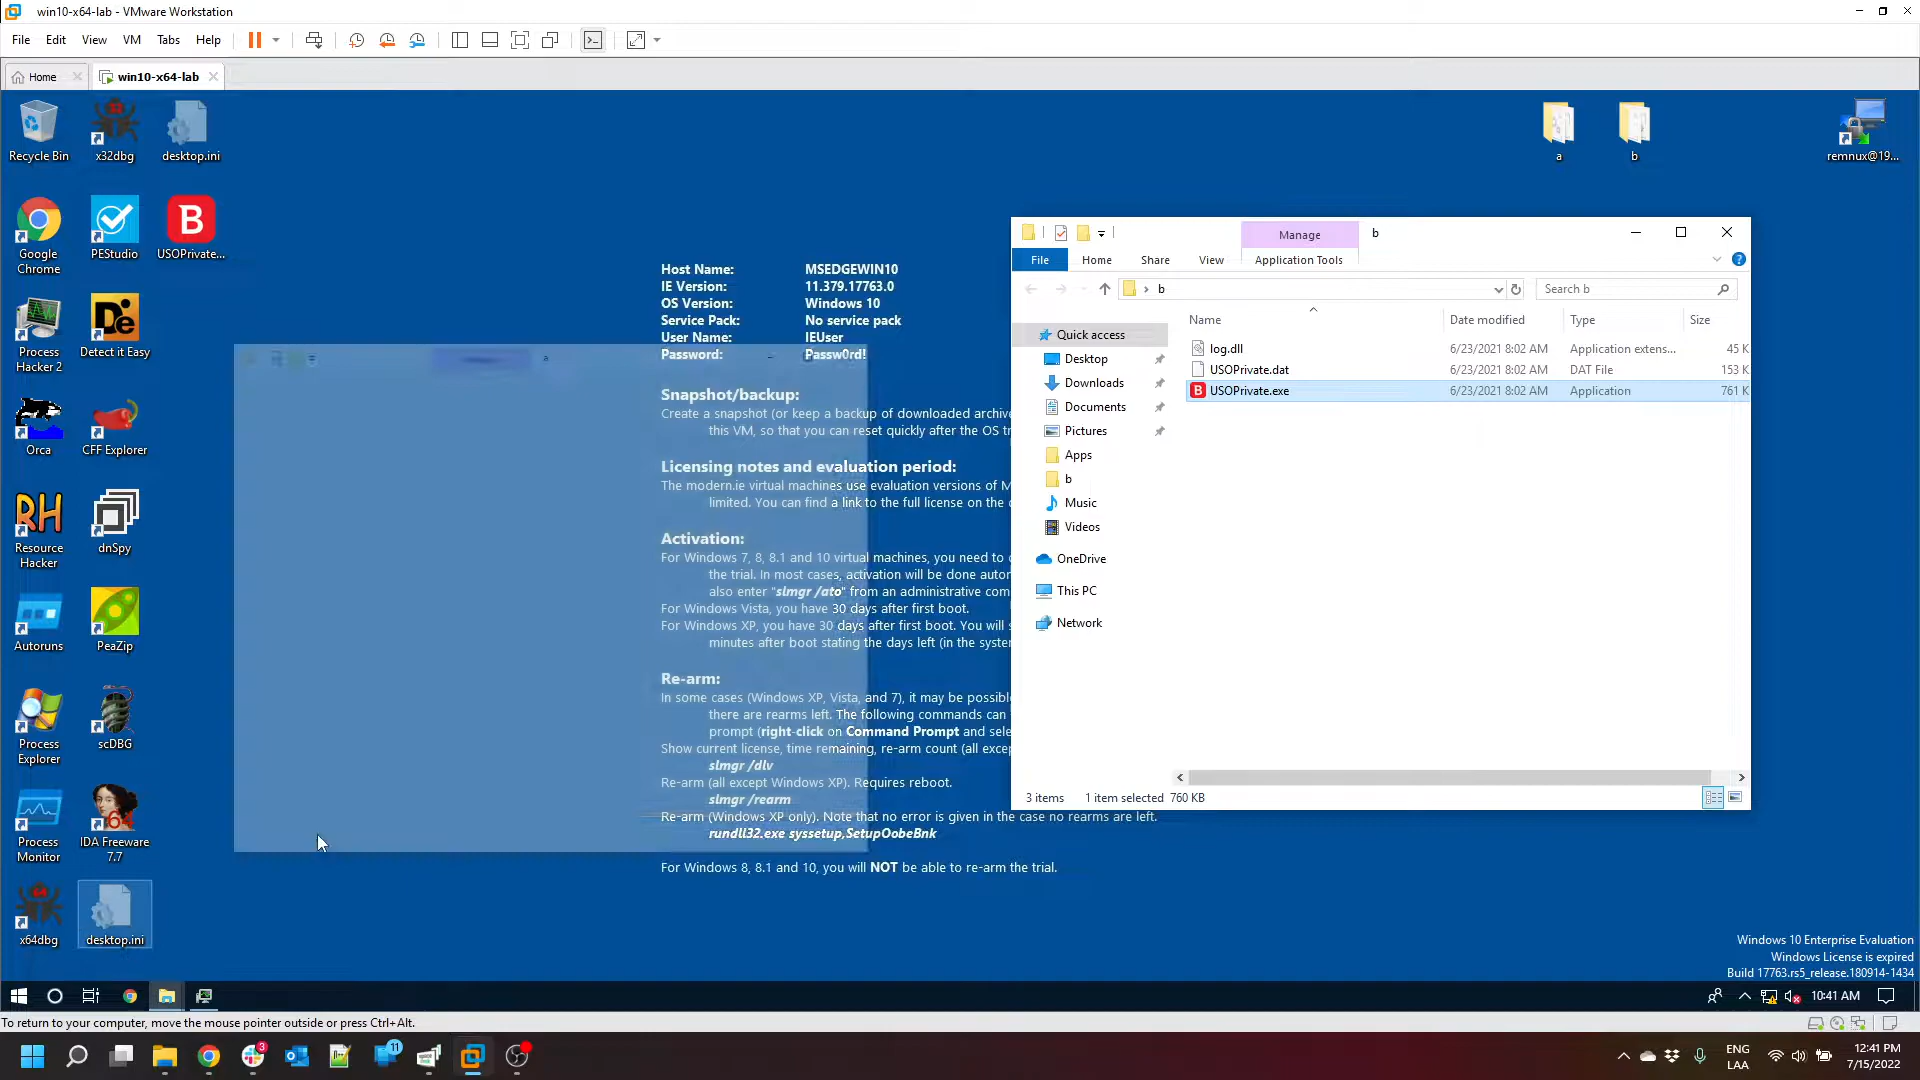 win10-x64-lab - VMware Workstation
File Edit View VM Tabs Help
Home win10-x64-lab
Recycle Bin
x32dbg
desktop.ini
a
b
remnux@19...
Google Chrome
PEStudio
USOPrivate...
Process Hacker 2
Detect it Easy
Orca
CFF Explorer
Resource Hacker
dnSpy
Autoruns
PeaZip
Process Explorer
scDBG
Process Monitor
IDA Freeware 7.7
x64dbg
desktop.ini
Host Name: MSEDGEWIN10
IE Version: 11.379.17763.0
OS Version: Windows 10
Service Pack: No service pack
User Name: IEUser
Password: Passw0rd!
Snapshot/backup:
Create a snapshot (or keep a backup of downloaded archive
this VM, so that you can reset quickly after the OS tr
Licensing notes and evaluation period:
The modern.ie virtual machines use evaluation versions of M
limited. You can find a link to the full license on the
Activation:
For Windows 7, 8, 8.1 and 10 virtual machines, you need to
the trial. In most cases, activation will be done autor
also enter "slmgr /ato" from an administrative com
For Windows Vista, you have 30 days after first boot.
For Windows XP, you have 30 days after first boot. You will s
minutes after boot stating the days left (in the system
Re-arm:
In some cases (Windows XP, Vista, and 7), it may be possibl
there are rearms left. The following commands can
prompt (right-click on Command Prompt and sele
Show current license, time remaining, re-arm count (all excep
slmgr /dlv
Re-arm (all except Windows XP). Requires reboot.
slmgr /rearm
Re-arm (Windows XP only). Note that no error is given in the case no rearms are left.
rundll32.exe syssetup,SetupOobeBnk
For Windows 8, 8.1 and 10, you will NOT be able to re-arm the trial.
Manage b
File Home Share View Application Tools
b Search b
Name Date modified Type Size
log.dll 6/23/2021 8:02 AM Application extens... 45 K
USOPrivate.dat 6/23/2021 8:02 AM DAT File 153 K
USOPrivate.exe 6/23/2021 8:02 AM Application 761 K
Quick access
Desktop
Downloads
Documents
Pictures
Apps
b
Music
Videos
OneDrive
This PC
Network
3 items 1 item selected 760 KB
Windows 10 Enterprise Evaluation
Windows License is expired
Build 17763.rs5_release.180914-1434
10:41 AM
To return to your computer, move the mouse pointer outside or press Ctrl+Alt.
3
11
ENG
LAA
12:41 PM
7/15/2022